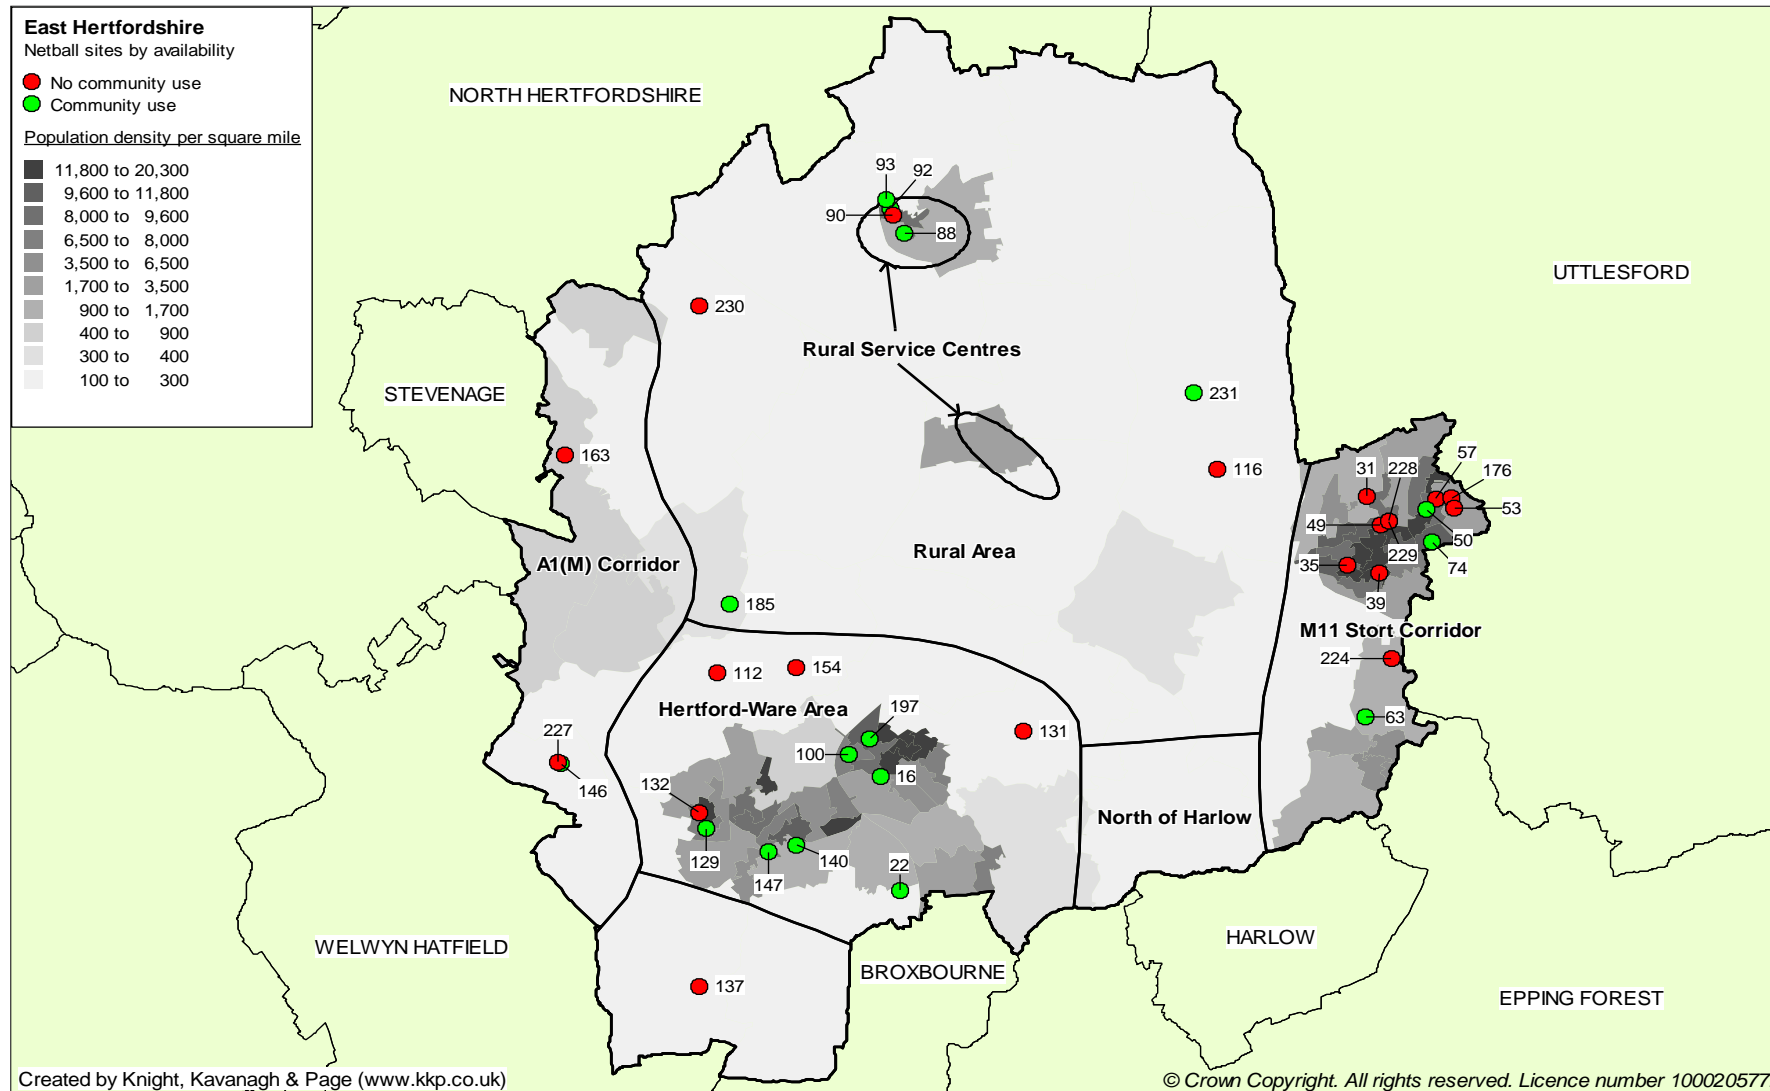 East Hertfordshire
Netball sites by availability
No community use
Community use
Population density per square mile
11,800 to 20,300
9,600 to 11,800
8,000 to 9,600
6,500 to 8,000
3,500 to 6,500
1,700 to 3,500
900 to 1,700
400 to 900
300 to 400
100 to 300
NORTH HERTFORDSHIRE
93
92
90
88
UTTLESFORD
230
Rural Service Centres
STEVENAGE
231
163
116
31
228
57
176
53
49
50
229
74
35
39
Rural Area
A1(M) Corridor
185
M11 Stort Corridor
224
112
154
Hertford-Ware Area
197
131
63
227
100
146
16
132
North of Harlow
129
147
140
22
WELWYN HATFIELD
HARLOW
BROXBOURNE
137
EPPING FOREST
Created by Knight, Kavanagh & Page (www.kkp.co.uk)
© Crown Copyright. All rights reserved. Licence number 100020577